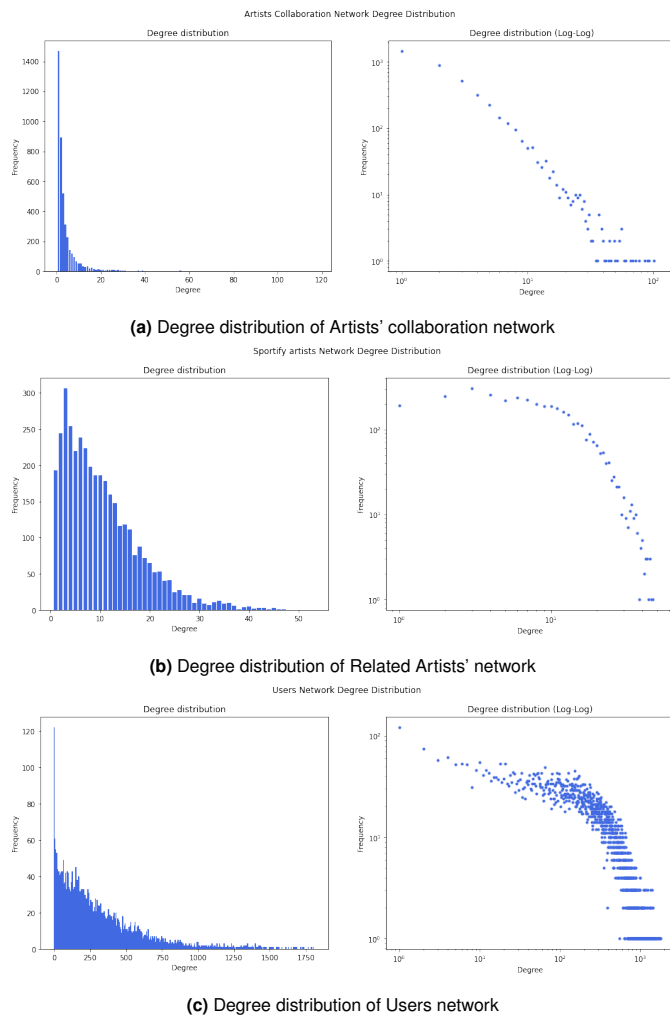 Artists Collaboration Network Degree Distribution
Degree distribution
Degree distribution (Log-Log)
1400
1200
1000
800
600
400
200
0
Frequency
0 20 40 60 80 100 120
Degree
10³
10²
10¹
10⁰
Frequency
10⁰ 10¹ 10²
Degree
(a) Degree distribution of Artists' collaboration network
Sportify artists Network Degree Distribution
Degree distribution
Degree distribution (Log-Log)
300
250
200
150
100
50
0
Frequency
0 10 20 30 40 50
Degree
10²
10¹
10⁰
Frequency
10⁰ 10¹
Degree
(b) Degree distribution of Related Artists' network
Users Network Degree Distribution
Degree distribution
Degree distribution (Log-Log)
120
100
80
60
40
20
0
Frequency
0 250 500 750 1000 1250 1500 1750
Degree
10²
10¹
10⁰
Frequency
10⁰ 10¹ 10² 10³
Degree
(c) Degree distribution of Users network